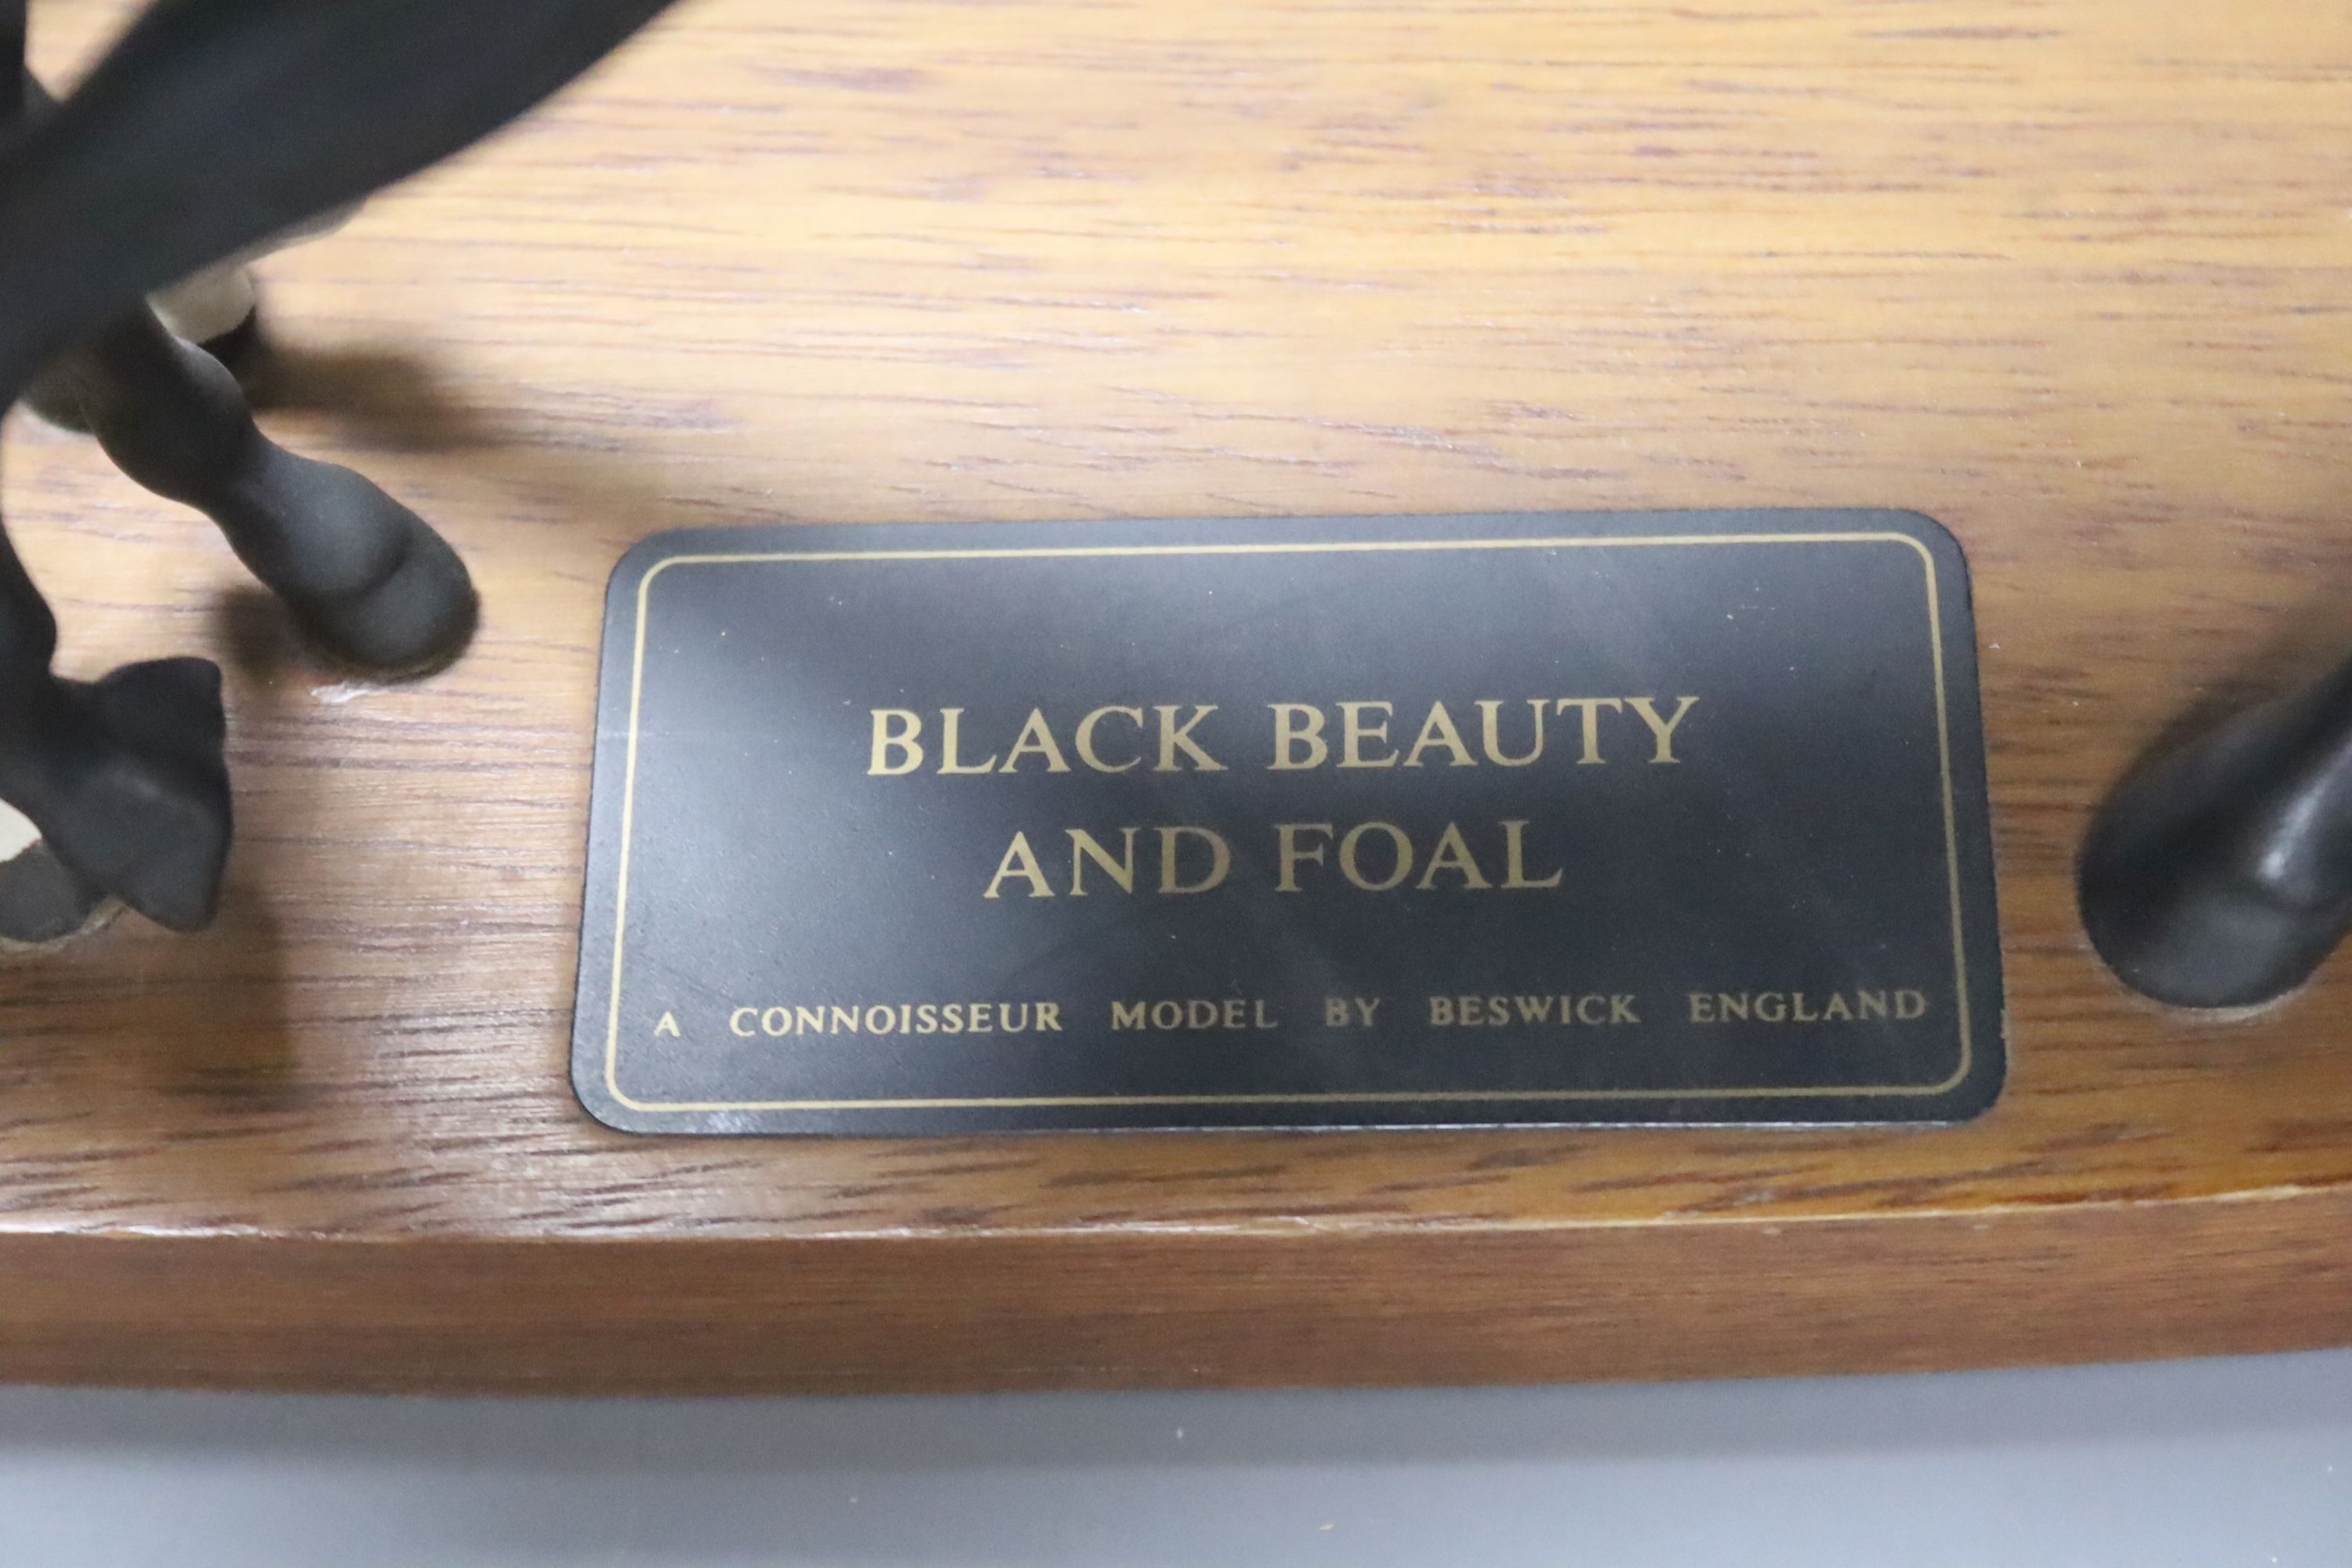 BLACK BEAUTY
AND FOAL
A CONNOISSEUR MODEL BY BESWICK ENGLAND